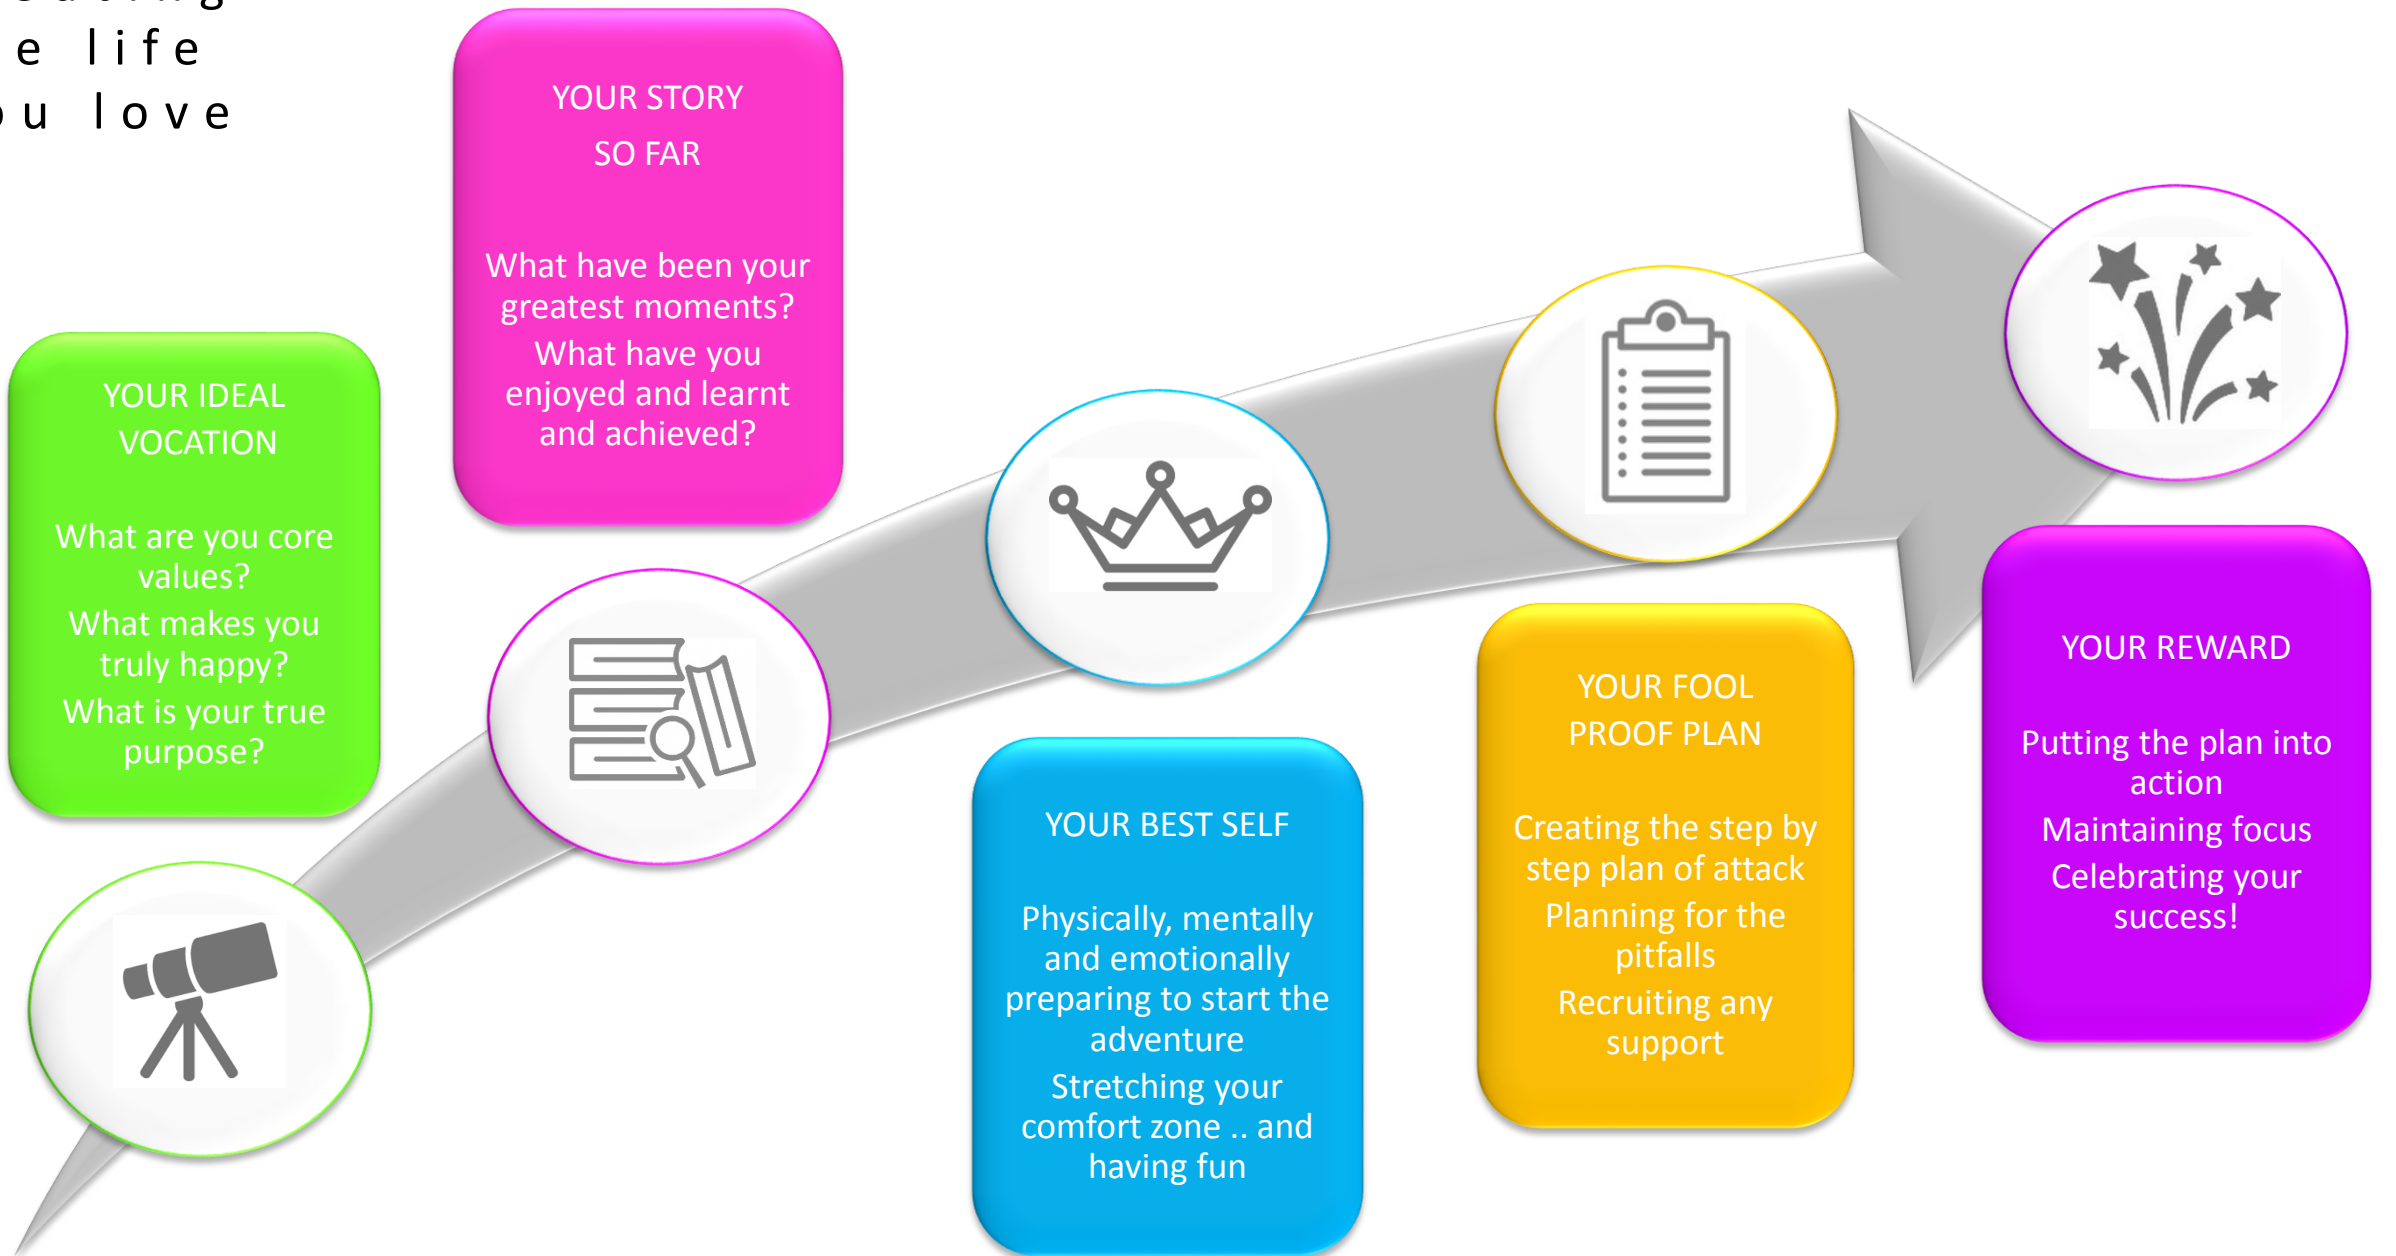 eating
e life
ou love
YOUR IDEAL
VOCATION
What are you core
values?
What makes you
truly happy?
What is your true
purpose?
YOUR STORY
SO FAR
What have been your
greatest moments?
What have you
enjoyed and learnt
and achieved?
YOUR BEST SELF
Physically, mentally
and emotionally
preparing to start the
adventure
Stretching your
comfort zone .. and
having fun
YOUR FOOL
PROOF PLAN
Creating the step by
step plan of attack
Planning for the
pitfalls
Recruiting any
support
YOUR REWARD
Putting the plan into
action
Maintaining focus
Celebrating your
success!